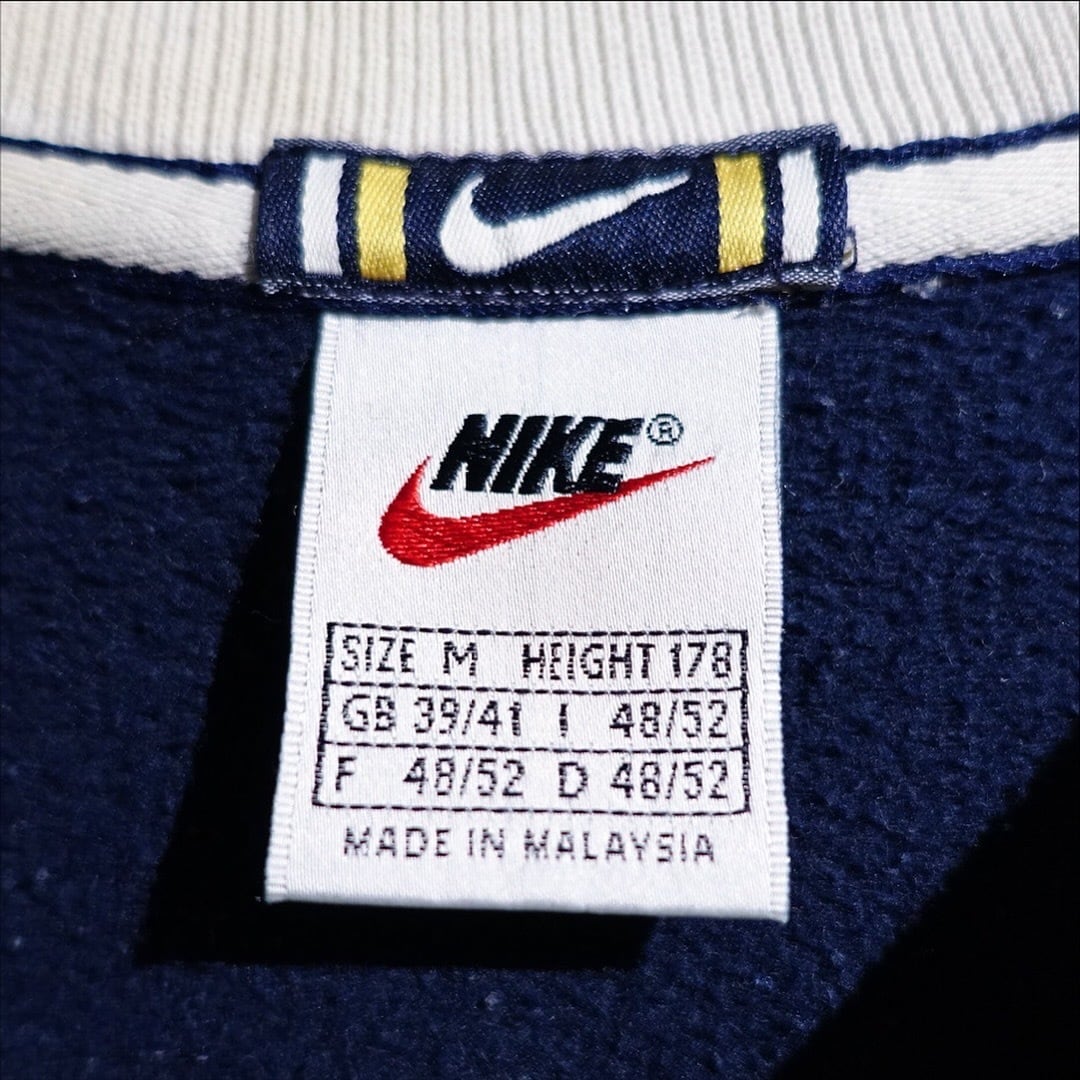 NIKE®
SIZE M HEIGHT 178
GB 39/41 I 48/52
F 48/52 D 48/52
MADE IN MALAYSIA